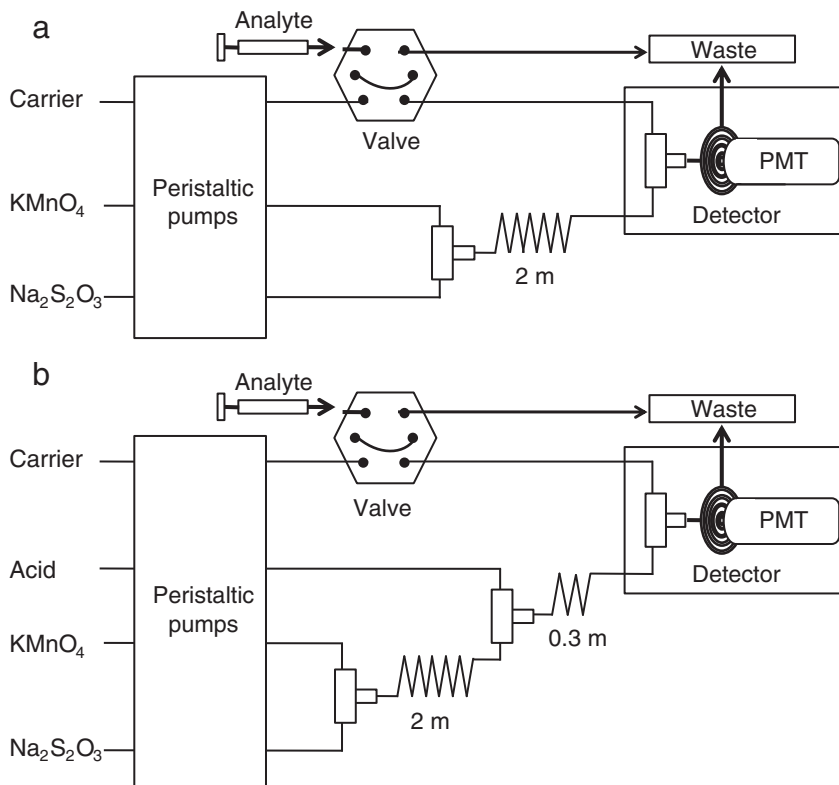 a
Analyte
Waste
Carrier
Valve
PMT
KMnO₄
Peristaltic
pumps
Detector
2 m
Na₂S₂O₃
b
Analyte
Waste
Carrier
Valve
PMT
Acid
Detector
Peristaltic
pumps
0.3 m
KMnO₄
2 m
Na₂S₂O₃